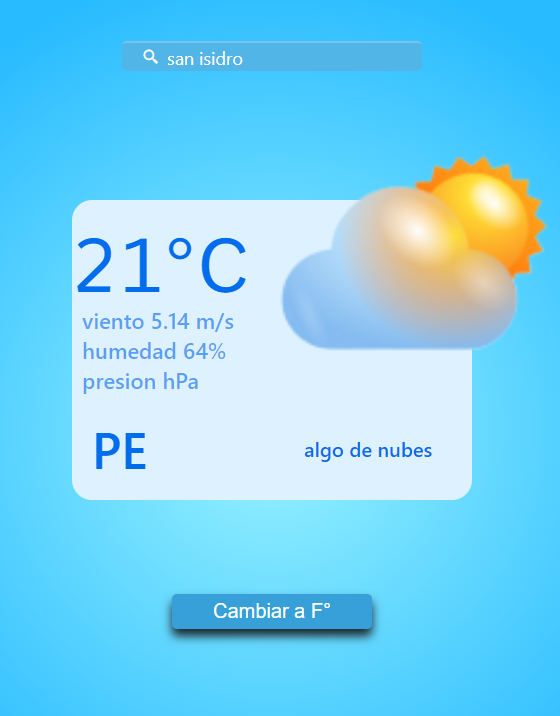 san isidro
21°C
viento 5.14 m/s
humedad 64%
presion hPa
PE
algo de nubes
Cambiar a F°